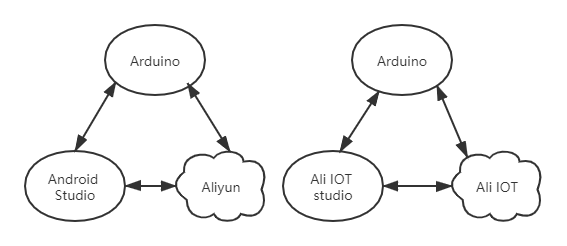 Arduino
Android
Studio
Aliyun
Arduino
Ali IOT
studio
Ali IOT